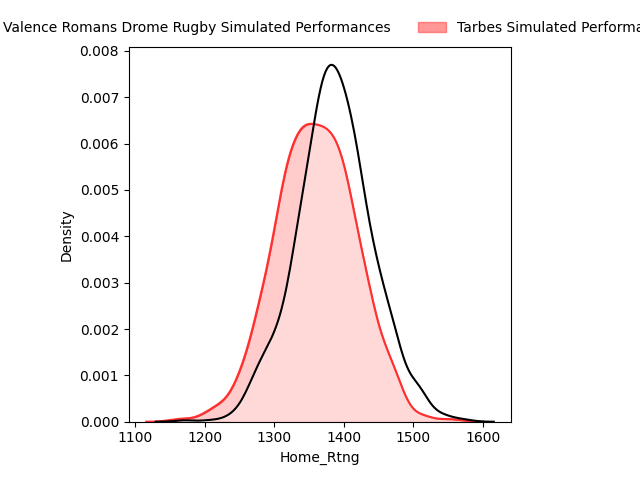 Valence Romans Drome Rugby Simulated Performances
Tarbes Simulated Performa
0.008
0.007
0.006
0.005
0.004
0.003
0.002
0.001
0.000
Density
1100 1200 1300 1400 1500 1600
Home_Rtng